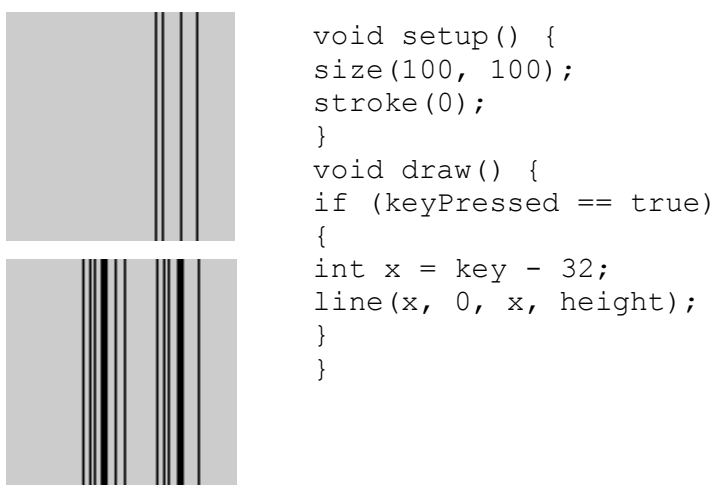 void setup() {
size(100, 100);
stroke(0);
}
void draw() {
if (keyPressed == true)
{
int x = key - 32;
line(x, 0, x, height);
}
}